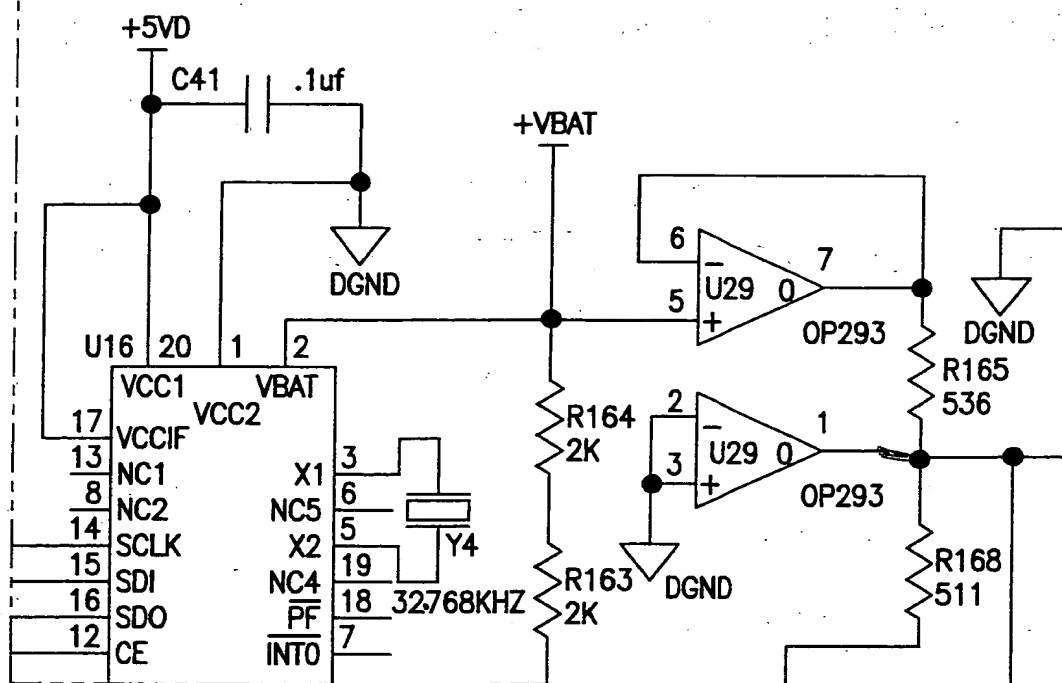 +5VD
C41 .1uf
+VBAT
DGND
6
-
U29 0
7
5
+
OP293
DGND
R165
536
U16 20 1 2
VCC1 VBAT
VCC2
17 VCCIF
13 NC1
8 NC2
14 SCLK
15 SDI
16 SDO
12 CE
X1 3
NC5 6
X2 5
NC4 19
PF 18
INT0 7
Y4
32.768KHZ
R164
2K
R163
2K
2
-
U29 0
1
3
+
OP293
DGND
R168
511